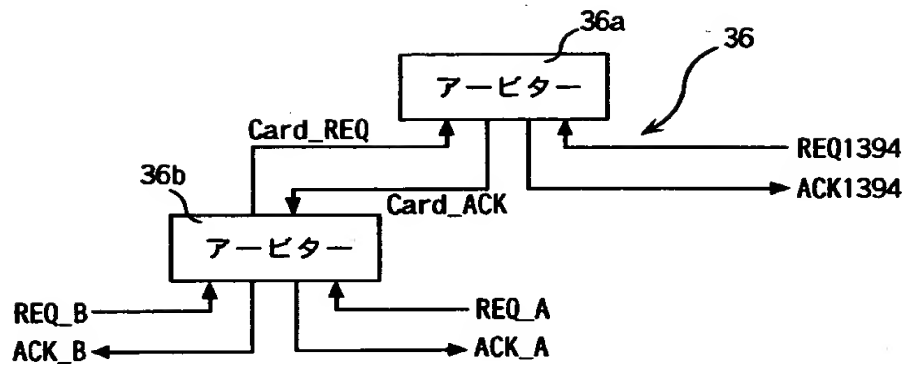 36a
36
アービター
Card_REQ
REQ1394
ACK1394
36b
Card_ACK
アービター
REQ_B
REQ_A
ACK_B
ACK_A